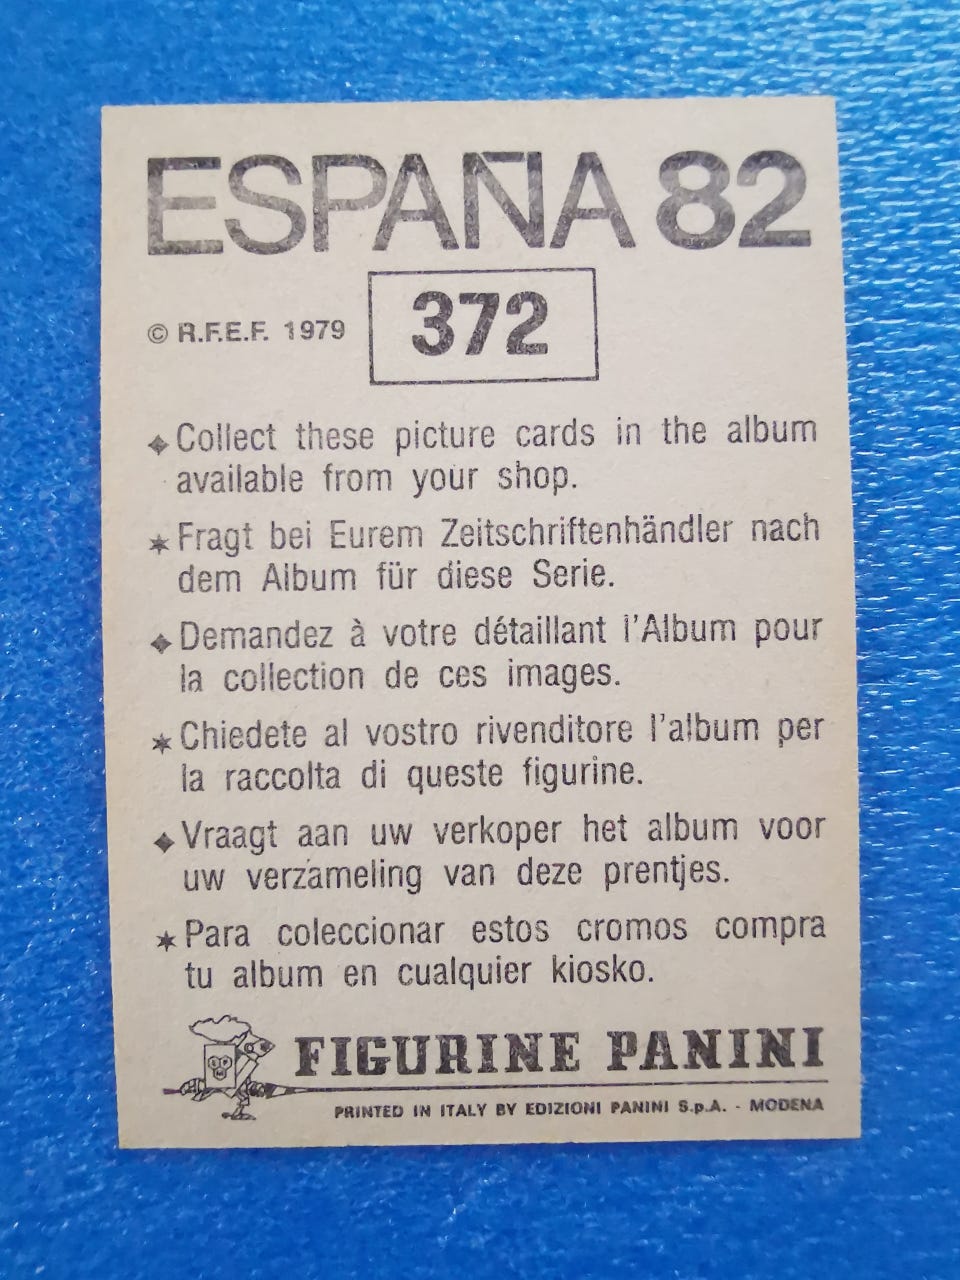 ESPAÑA 82
372
© R.F.E.F. 1979
◆ Collect these picture cards in the album
available from your shop.
✶ Fragt bei Eurem Zeitschriftenhändler nach
dem Album für diese Serie.
◆ Demandez à votre détaillant l'Album pour
la collection de ces images.
✶ Chiedete al vostro rivenditore l'album per
la raccolta di queste figurine.
◆ Vraagt aan uw verkoper het album voor
uw verzameling van deze prentjes.
✶ Para coleccionar estos cromos compra
tu album en cualquier kiosko.
FIGURINE PANINI
PRINTED IN ITALY BY EDIZIONI PANINI S.p.A. - MODENA